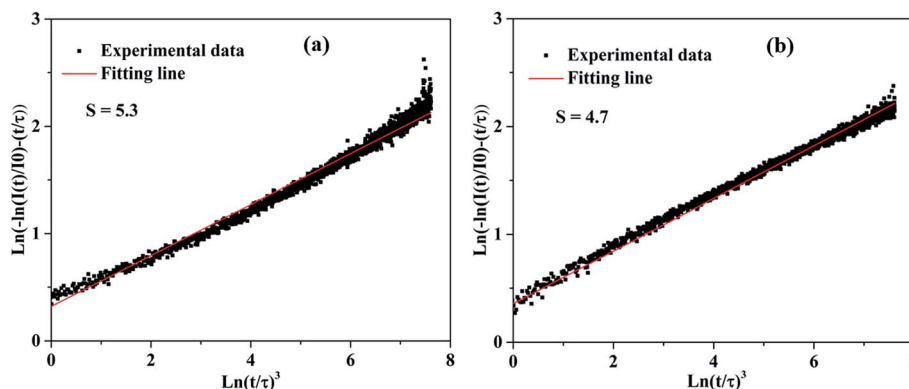 3
(a)
Experimental data
Fitting line
S = 5.3
2
1
0
0 2 4 6 8
Ln(-ln(I(t)/I0)-(t/τ))
Ln(t/τ)³
3
(b)
Experimental data
Fitting line
S = 4.7
2
1
0
0 2 4 6
Ln(-ln(I(t)/I0)-(t/τ))
Ln(t/τ)³